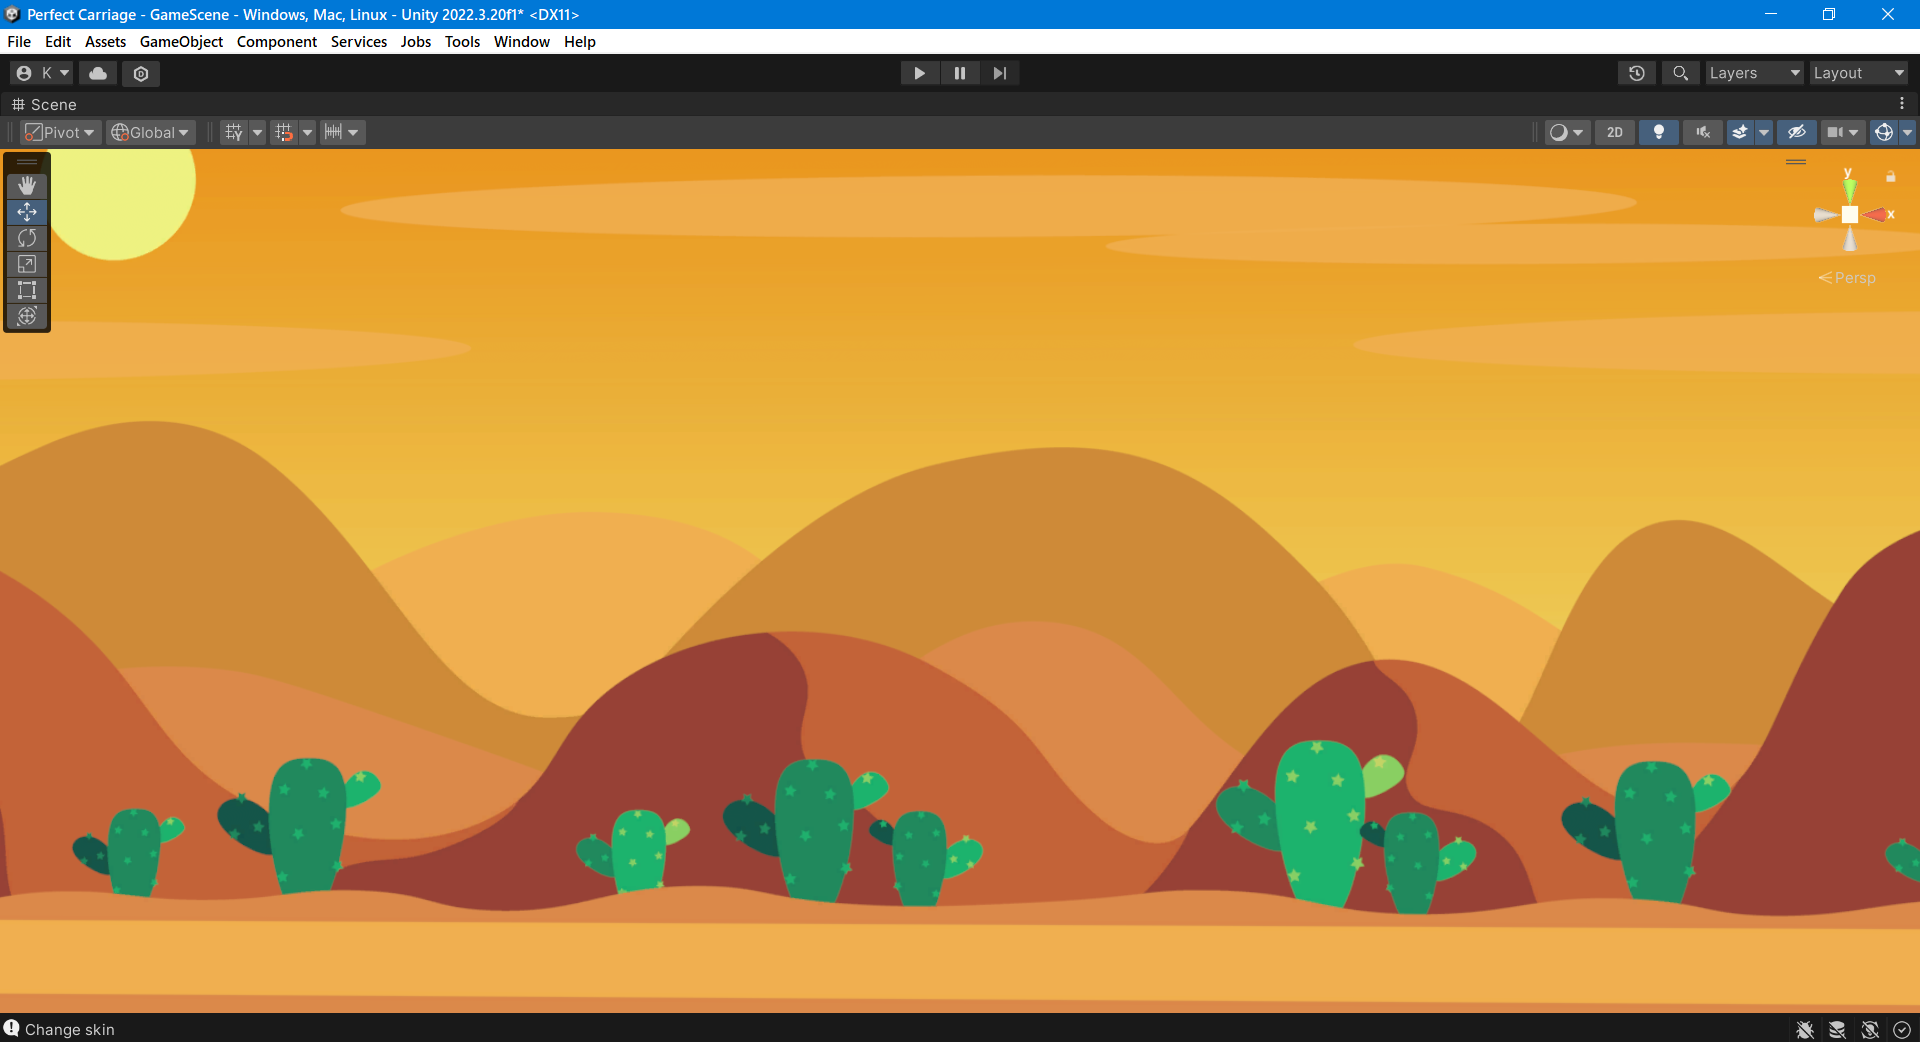 Perfect Carriage - GameScene - Windows, Mac, Linux - Unity 2022.3.20f1* <DX11>
File Edit Assets GameObject Component Services Jobs Tools Window Help
K Layers Layout
Scene
Pivot Global 2D
y
x
Persp
Change skin